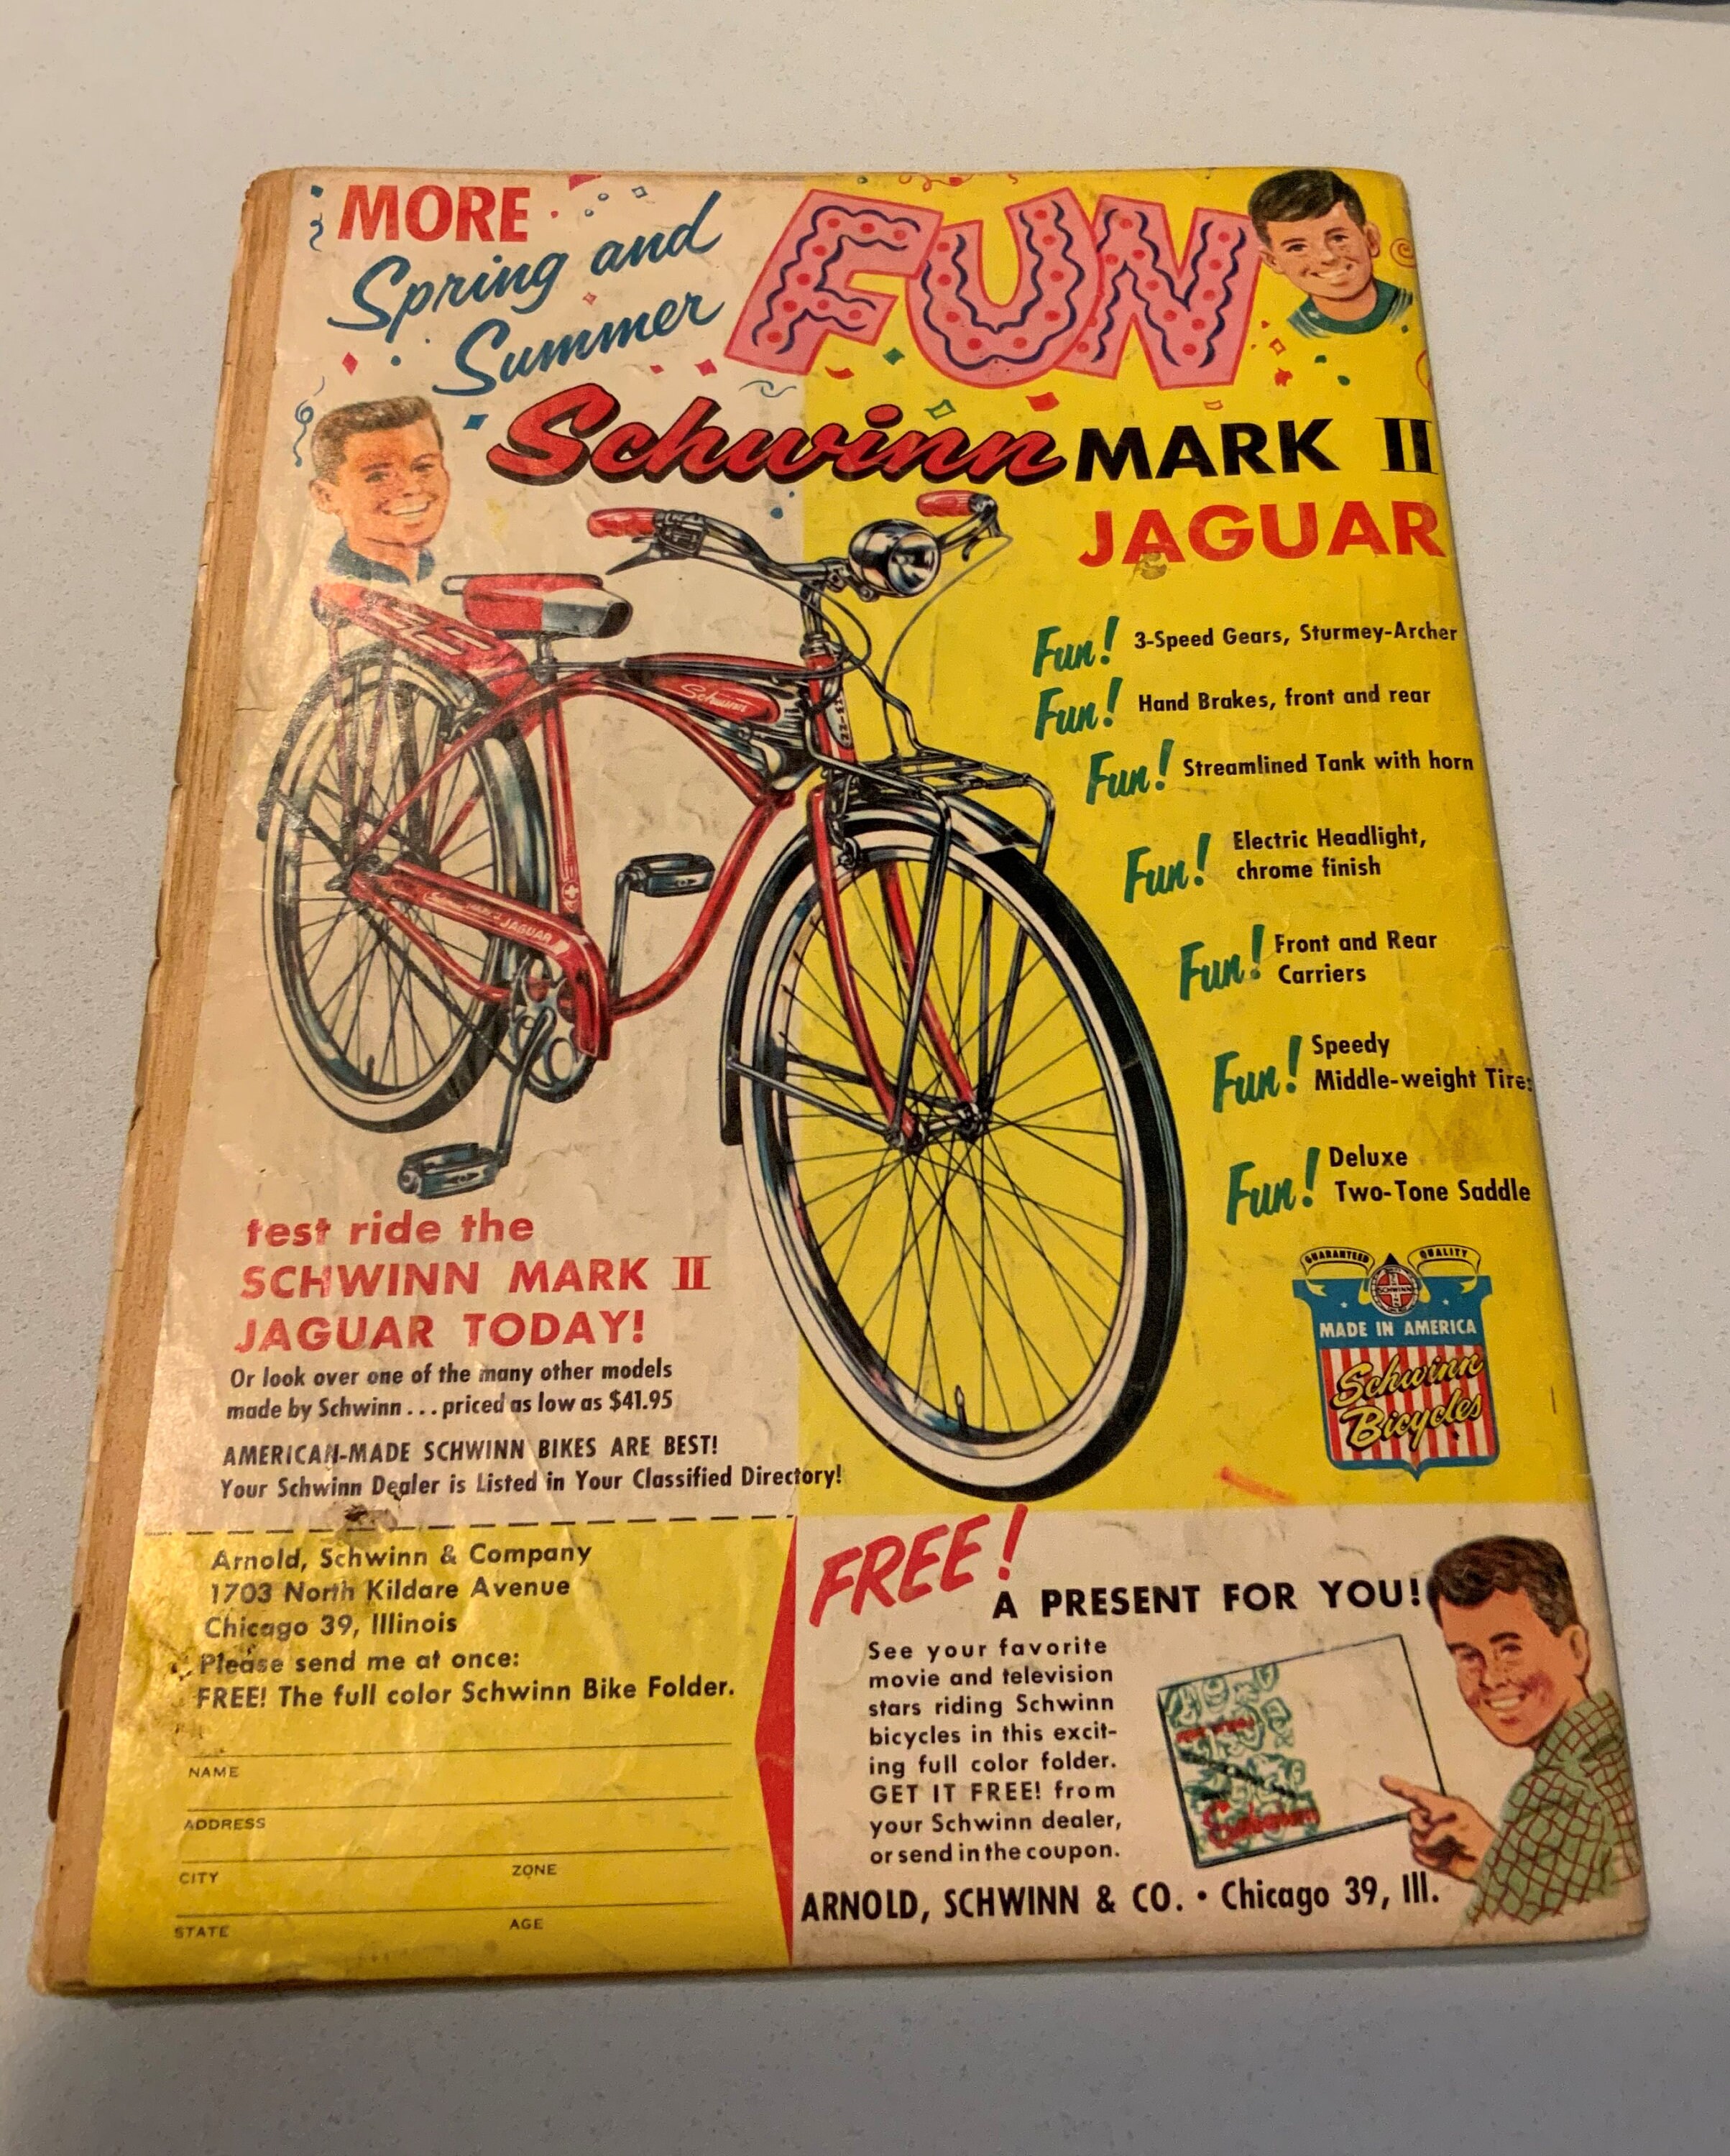 MORE
Spring and
Summer
FUN
Schwinn MARK II
JAGUAR
Fun! 3-Speed Gears, Sturmey-Archer
Fun! Hand Brakes, front and rear
Fun! Streamlined Tank with horn
Fun! Electric Headlight,
chrome finish
Fun! Front and Rear
Carriers
Fun! Speedy
Middle-weight Tires
Fun! Deluxe
Two-Tone Saddle
Schwinn
JAGUAR
test ride the
SCHWINN MARK II
JAGUAR TODAY!
Or look over one of the many other models
made by Schwinn ... priced as low as $41.95
AMERICAN-MADE SCHWINN BIKES ARE BEST!
Your Schwinn Dealer is Listed in Your Classified Directory!
GUARANTEED QUALITY
SCHWINN
MADE IN AMERICA
Schwinn
Bicycles
Arnold, Schwinn & Company
1703 North Kildare Avenue
Chicago 39, Illinois
Please send me at once:
FREE! The full color Schwinn Bike Folder.
NAME
ADDRESS
CITY ZONE
STATE AGE
FREE!
A PRESENT FOR YOU!
See your favorite
movie and television
stars riding Schwinn
bicycles in this excit-
ing full color folder.
GET IT FREE! from
your Schwinn dealer,
or send in the coupon.
ARNOLD, SCHWINN & CO. • Chicago 39, Ill.